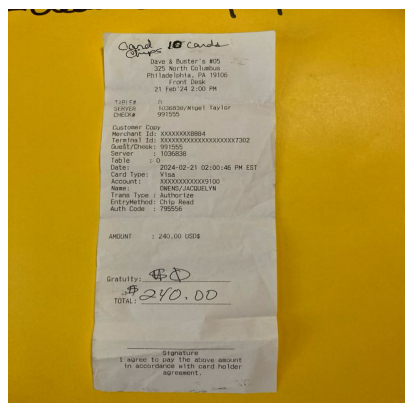 10 cards
Dave & Buster's #05
325 North Columbus
Philadelphia, PA 19106
Front Desk
21 Feb'24 2:00 PM
TABLE# 0
SERVER 1036838/Nigel Taylor
CHECK# 991555
Customer Copy
Merchant Id: XXXXXXXX8884
Terminal Id: XXXXXXXXXXXXXXXXXXX7302
Guest/Check: 991555
Server : 1036838
Table : 0
Date: 2024-02-21 02:00:46 PM EST
Card Type: Visa
Account: XXXXXXXXXXXX9100
Name: OWENS/JACQUELYN
Trans Type : Authorize
EntryMethod: Chip Read
Auth Code : 795556
AMOUNT : 240.00 USD$
Gratuity: $0
TOTAL: $240.00
Signature
I agree to pay the above amount
in accordance with card holder
agreement.